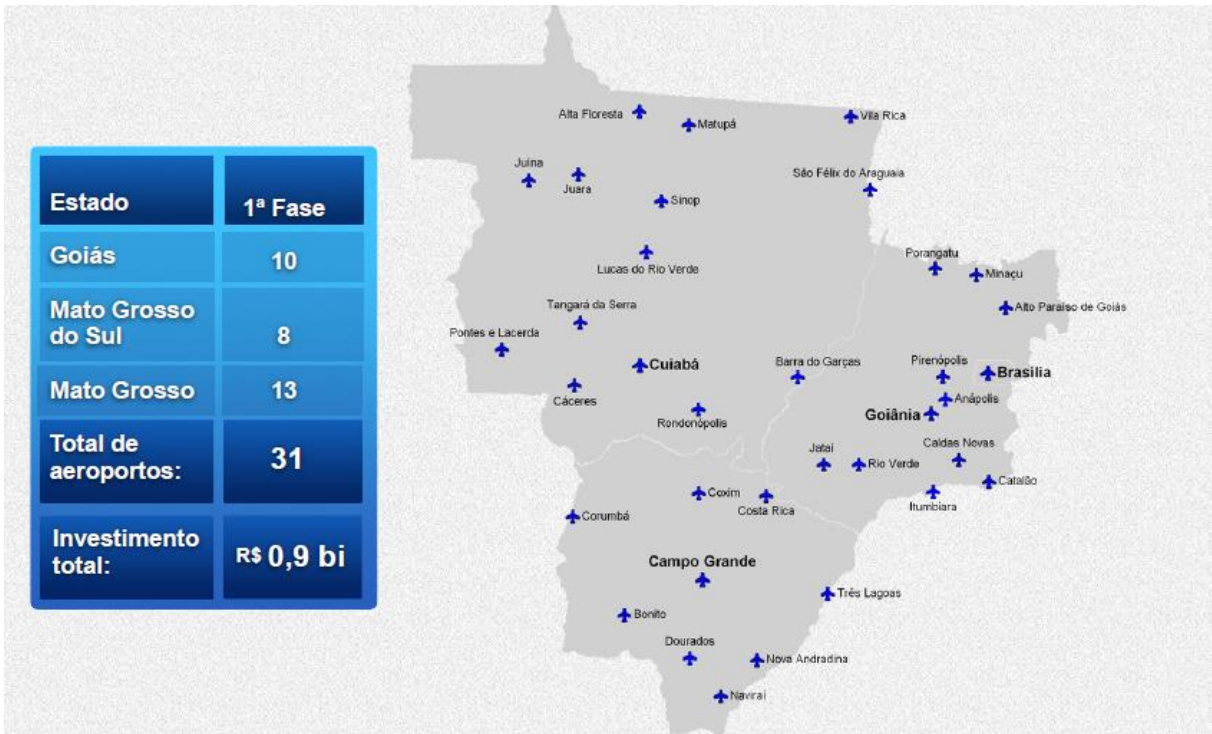 Estado
1ª Fase
Goiás
10
Mato Grosso
do Sul
8
Mato Grosso
13
Total de
aeroportos:
31
Investimento
total:
R$ 0,9 bi
Alta Floresta
Matupá
Vila Rica
Juína
Juara
São Félix do Araguaia
Sinop
Lucas do Rio Verde
Porangatu
Minaçu
Alto Paraíso de Goiás
Tangará da Serra
Pontes e Lacerda
Cuiabá
Barra do Garças
Pirenópolis
Brasilia
Cáceres
Anápolis
Rondonópolis
Goiânia
Jataí
Rio Verde
Caldas Novas
Catalão
Itumbiara
Coxim
Costa Rica
Corumbá
Campo Grande
Três Lagoas
Bonito
Dourados
Nova Andradina
Naviraí